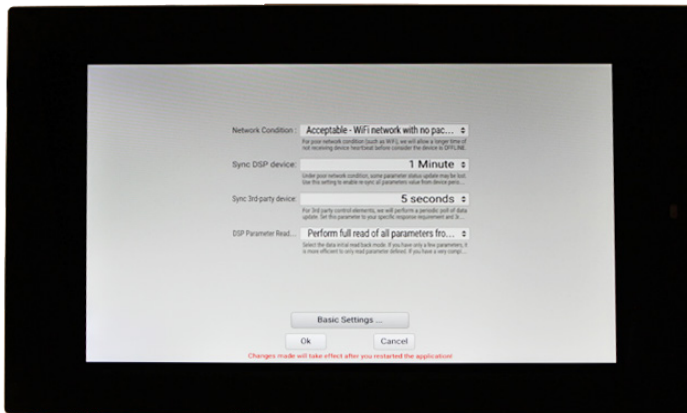 Network Condition : Acceptable - WiFi network with no pac...
For poor network condition (such as WiFi), we will allow a longer time of
not receiving device heartbeat before consider the device is OFFLINE
Sync DSP device: 1 Minute
Under poor network condition, some parameter status update may be lost.
Use this setting to enable re-sync all parameters value from device peri...
Sync 3rd-party device: 5 seconds
For 3rd party control elements, we will perform a periodic poll of data
update. Set this parameter to your specific response requirement and 3r...
DSP Parameter Read... Perform full read of all parameters fro...
Select the data initial read back mode. If you have only a few parameters, it
is more efficient to only read parameter defined. If you have a very compl...
Basic Settings ...
Ok Cancel
Changes made will take effect after you restarted the application!